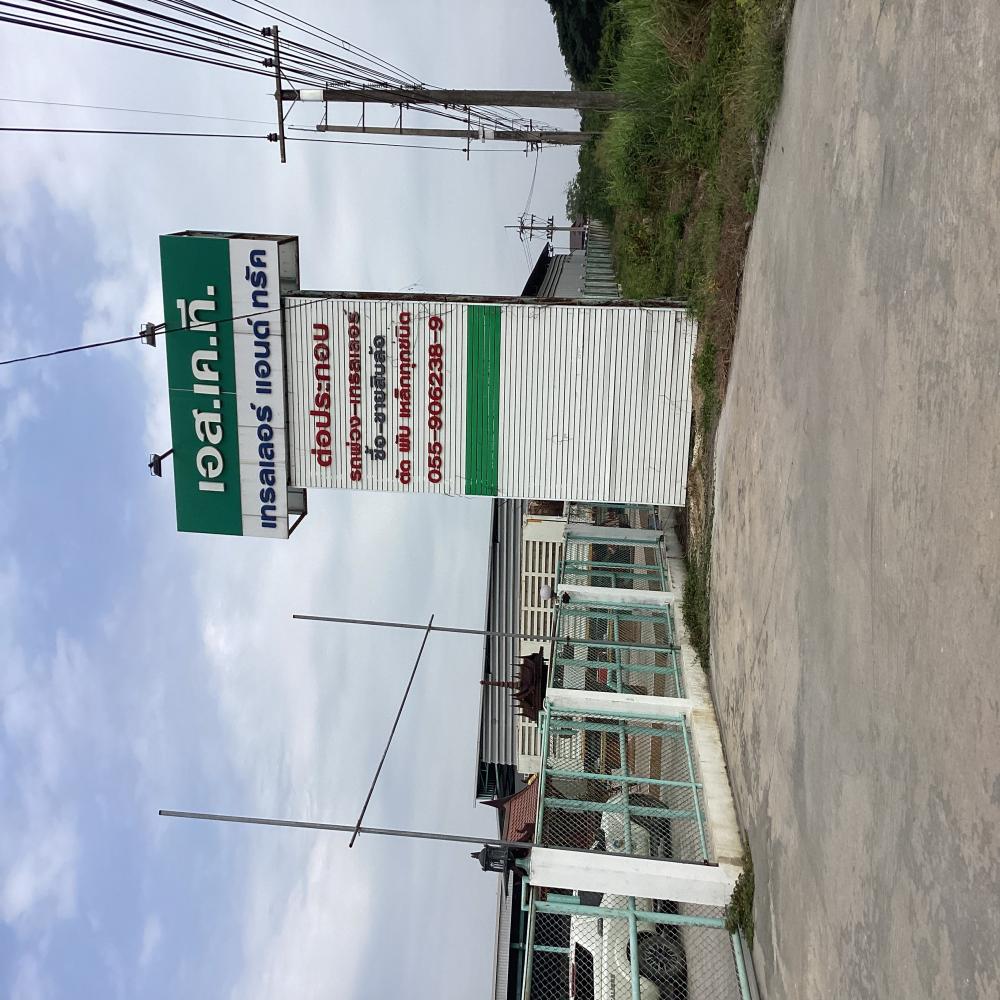 เอส.เค.ที.
เทรลเลอร์ แอนด์ ทรัค
ต่อประกอบ
รถพ่วง-เทรลเลอร์
ซื้อ-ขายสิบล้อ
ตัด พับ เหล็กทุกชนิด
055-906238-9